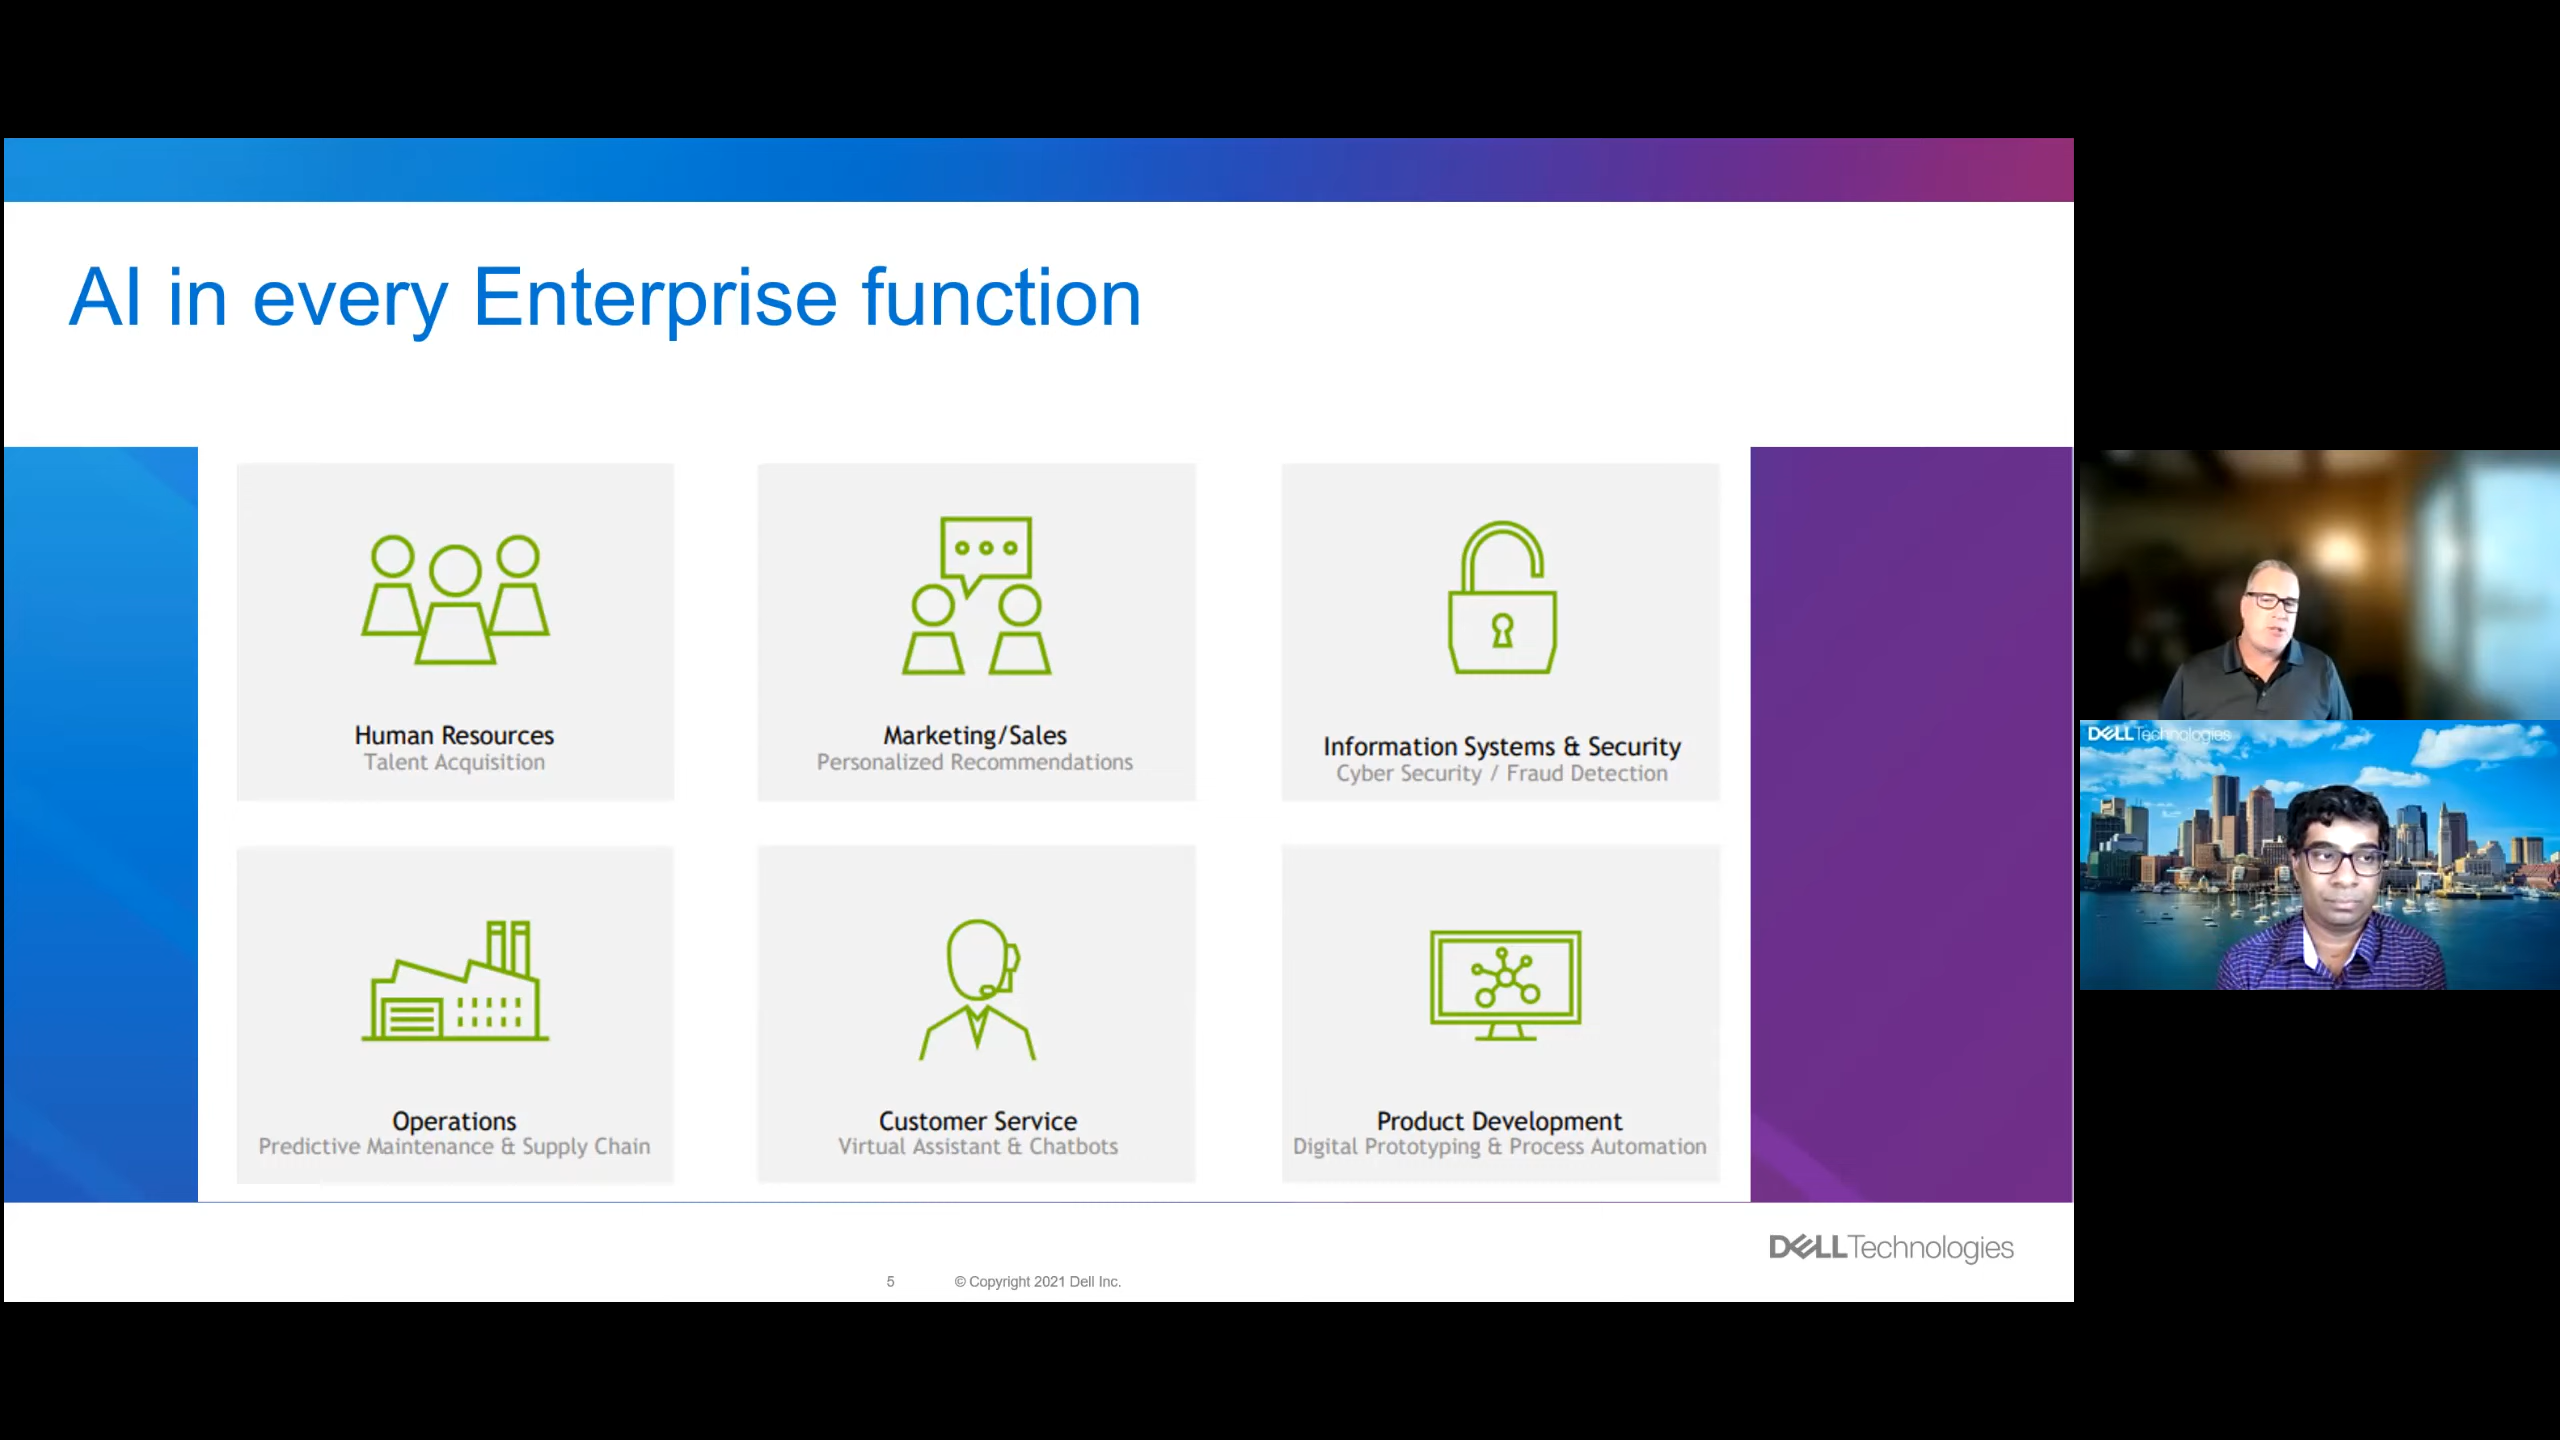 AI in every Enterprise function
Human Resources
Talent Acquisition
Marketing/Sales
Personalized Recommendations
Information Systems & Security
Cyber Security / Fraud Detection
Operations
Predictive Maintenance & Supply Chain
Customer Service
Virtual Assistant & Chatbots
Product Development
Digital Prototyping & Process Automation
DELL Technologies
5
© Copyright 2021 Dell Inc.
DELL Technologies